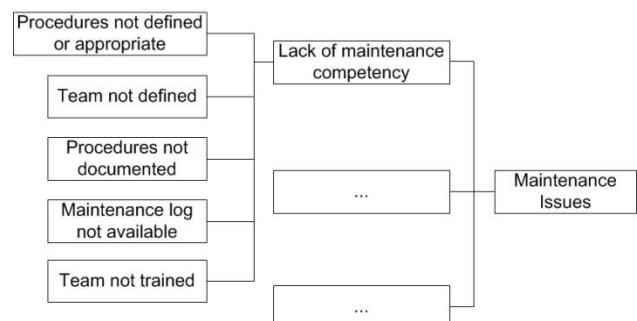 Procedures not defined
or appropriate
Team not defined
Procedures not
documented
Maintenance log
not available
Team not trained
Lack of maintenance
competency
...
...
Maintenance
Issues